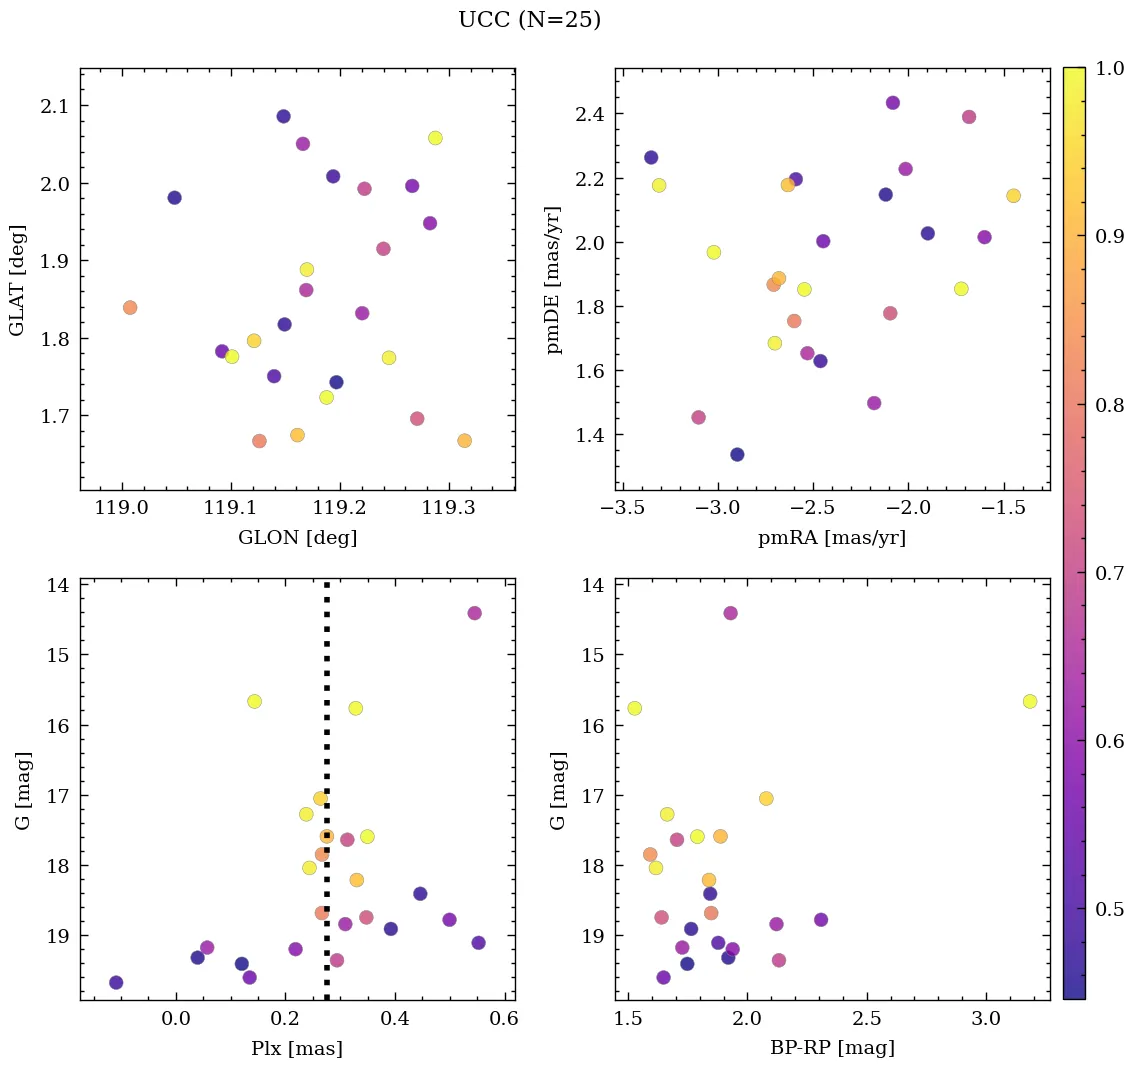 UCC (N=25)
2.1
2.0
1.9
1.8
1.7
GLAT [deg]
119.0 119.1 119.2 119.3
GLON [deg]
2.4
2.2
2.0
1.8
1.6
1.4
pmDE [mas/yr]
−3.5 −3.0 −2.5 −2.0 −1.5
pmRA [mas/yr]
14
15
16
17
18
19
G [mag]
0.0 0.2 0.4 0.6
Plx [mas]
14
15
16
17
18
19
G [mag]
1.5 2.0 2.5 3.0
BP-RP [mag]
1.0
0.9
0.8
0.7
0.6
0.5